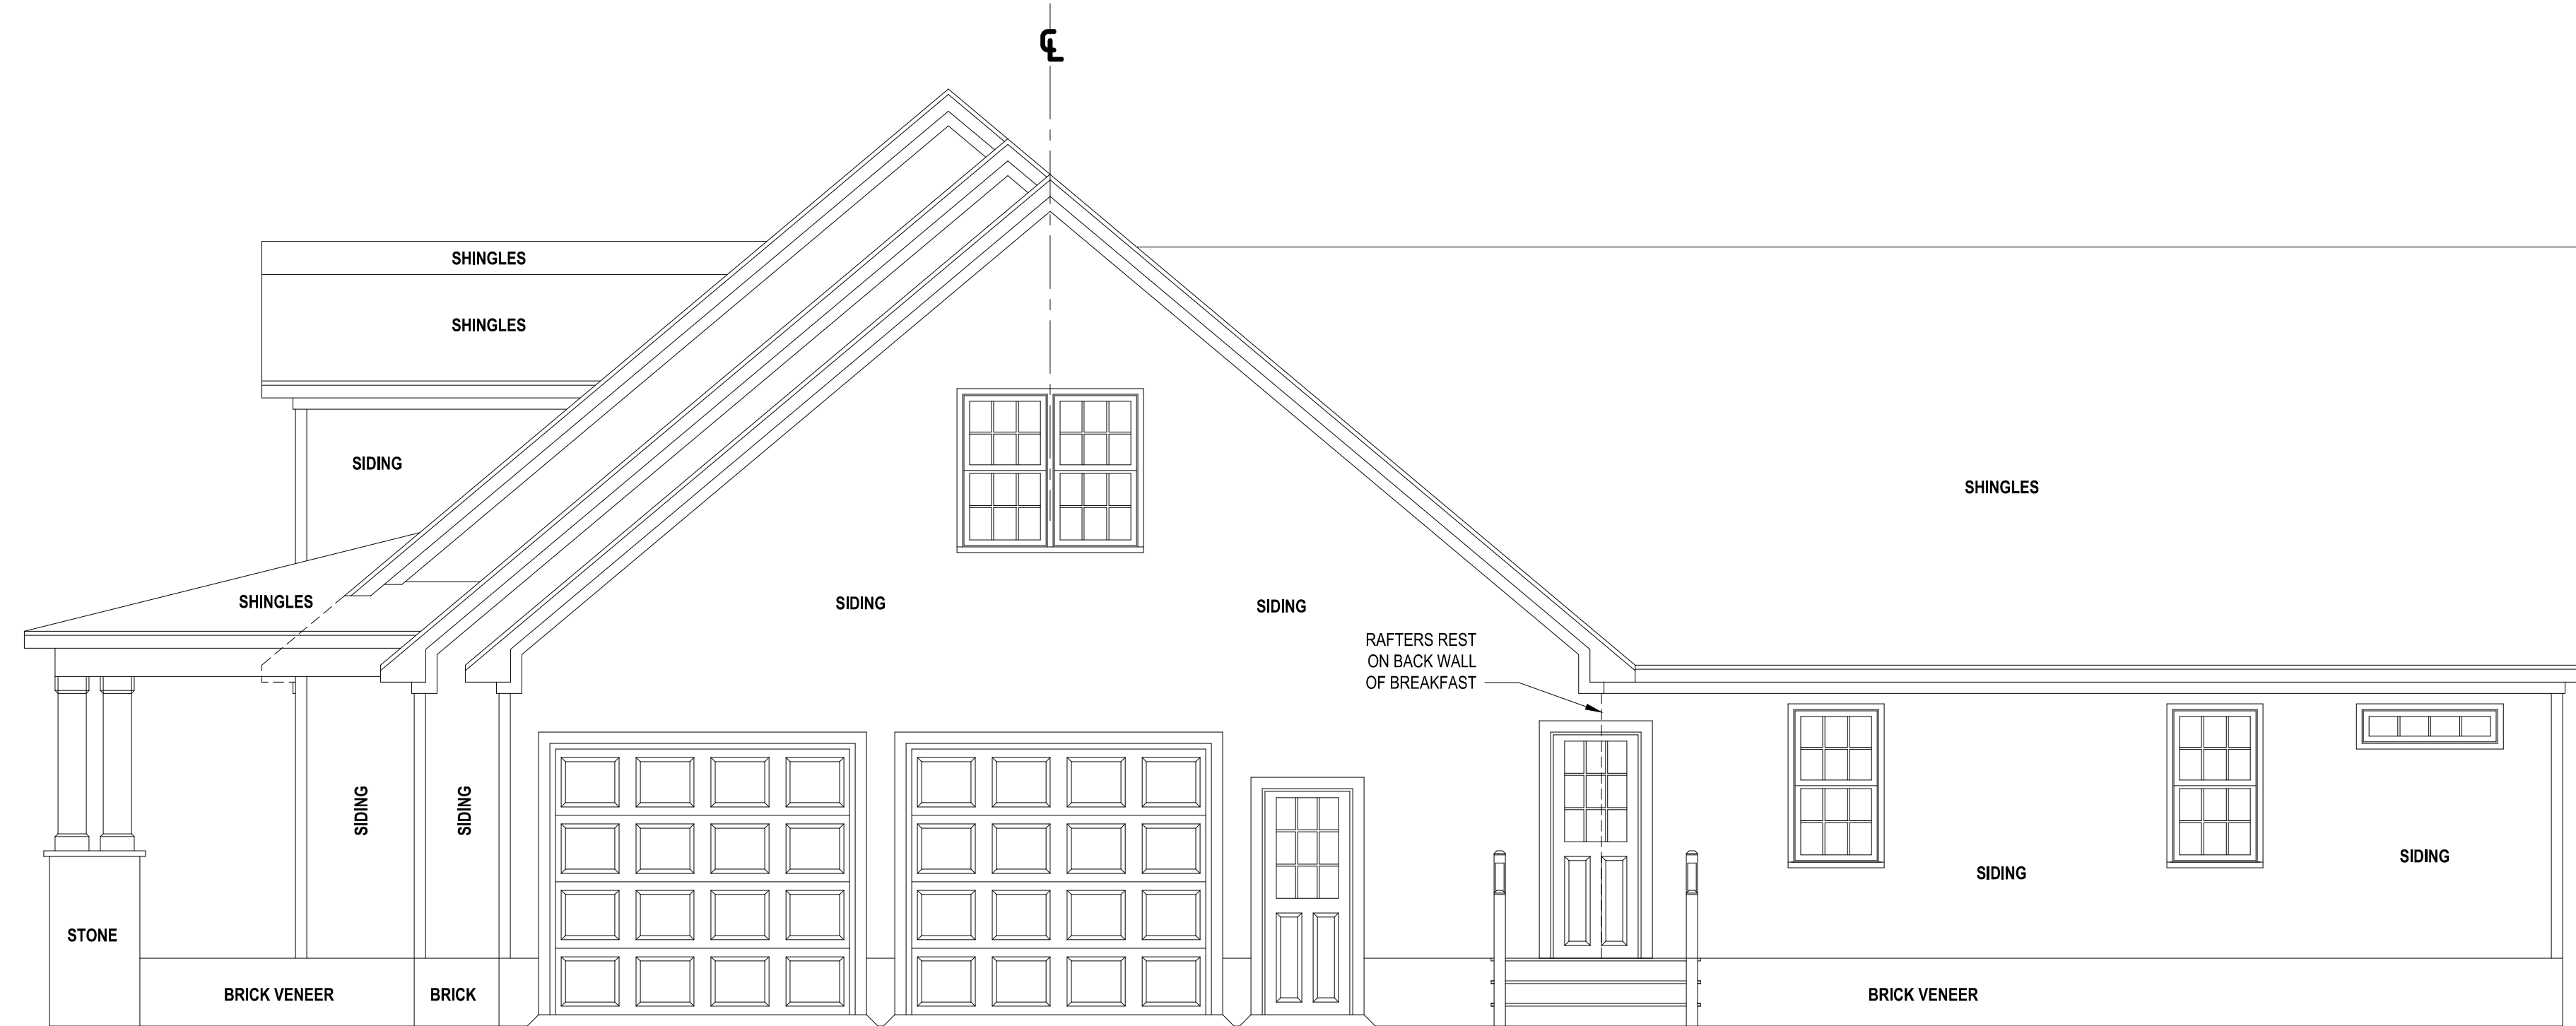 ℄
SHINGLES
SHINGLES
SIDING
SHINGLES
SHINGLES
SIDING
SIDING
RAFTERS REST
ON BACK WALL
OF BREAKFAST
SIDING
SIDING
SIDING
SIDING
STONE
BRICK VENEER
BRICK
BRICK VENEER